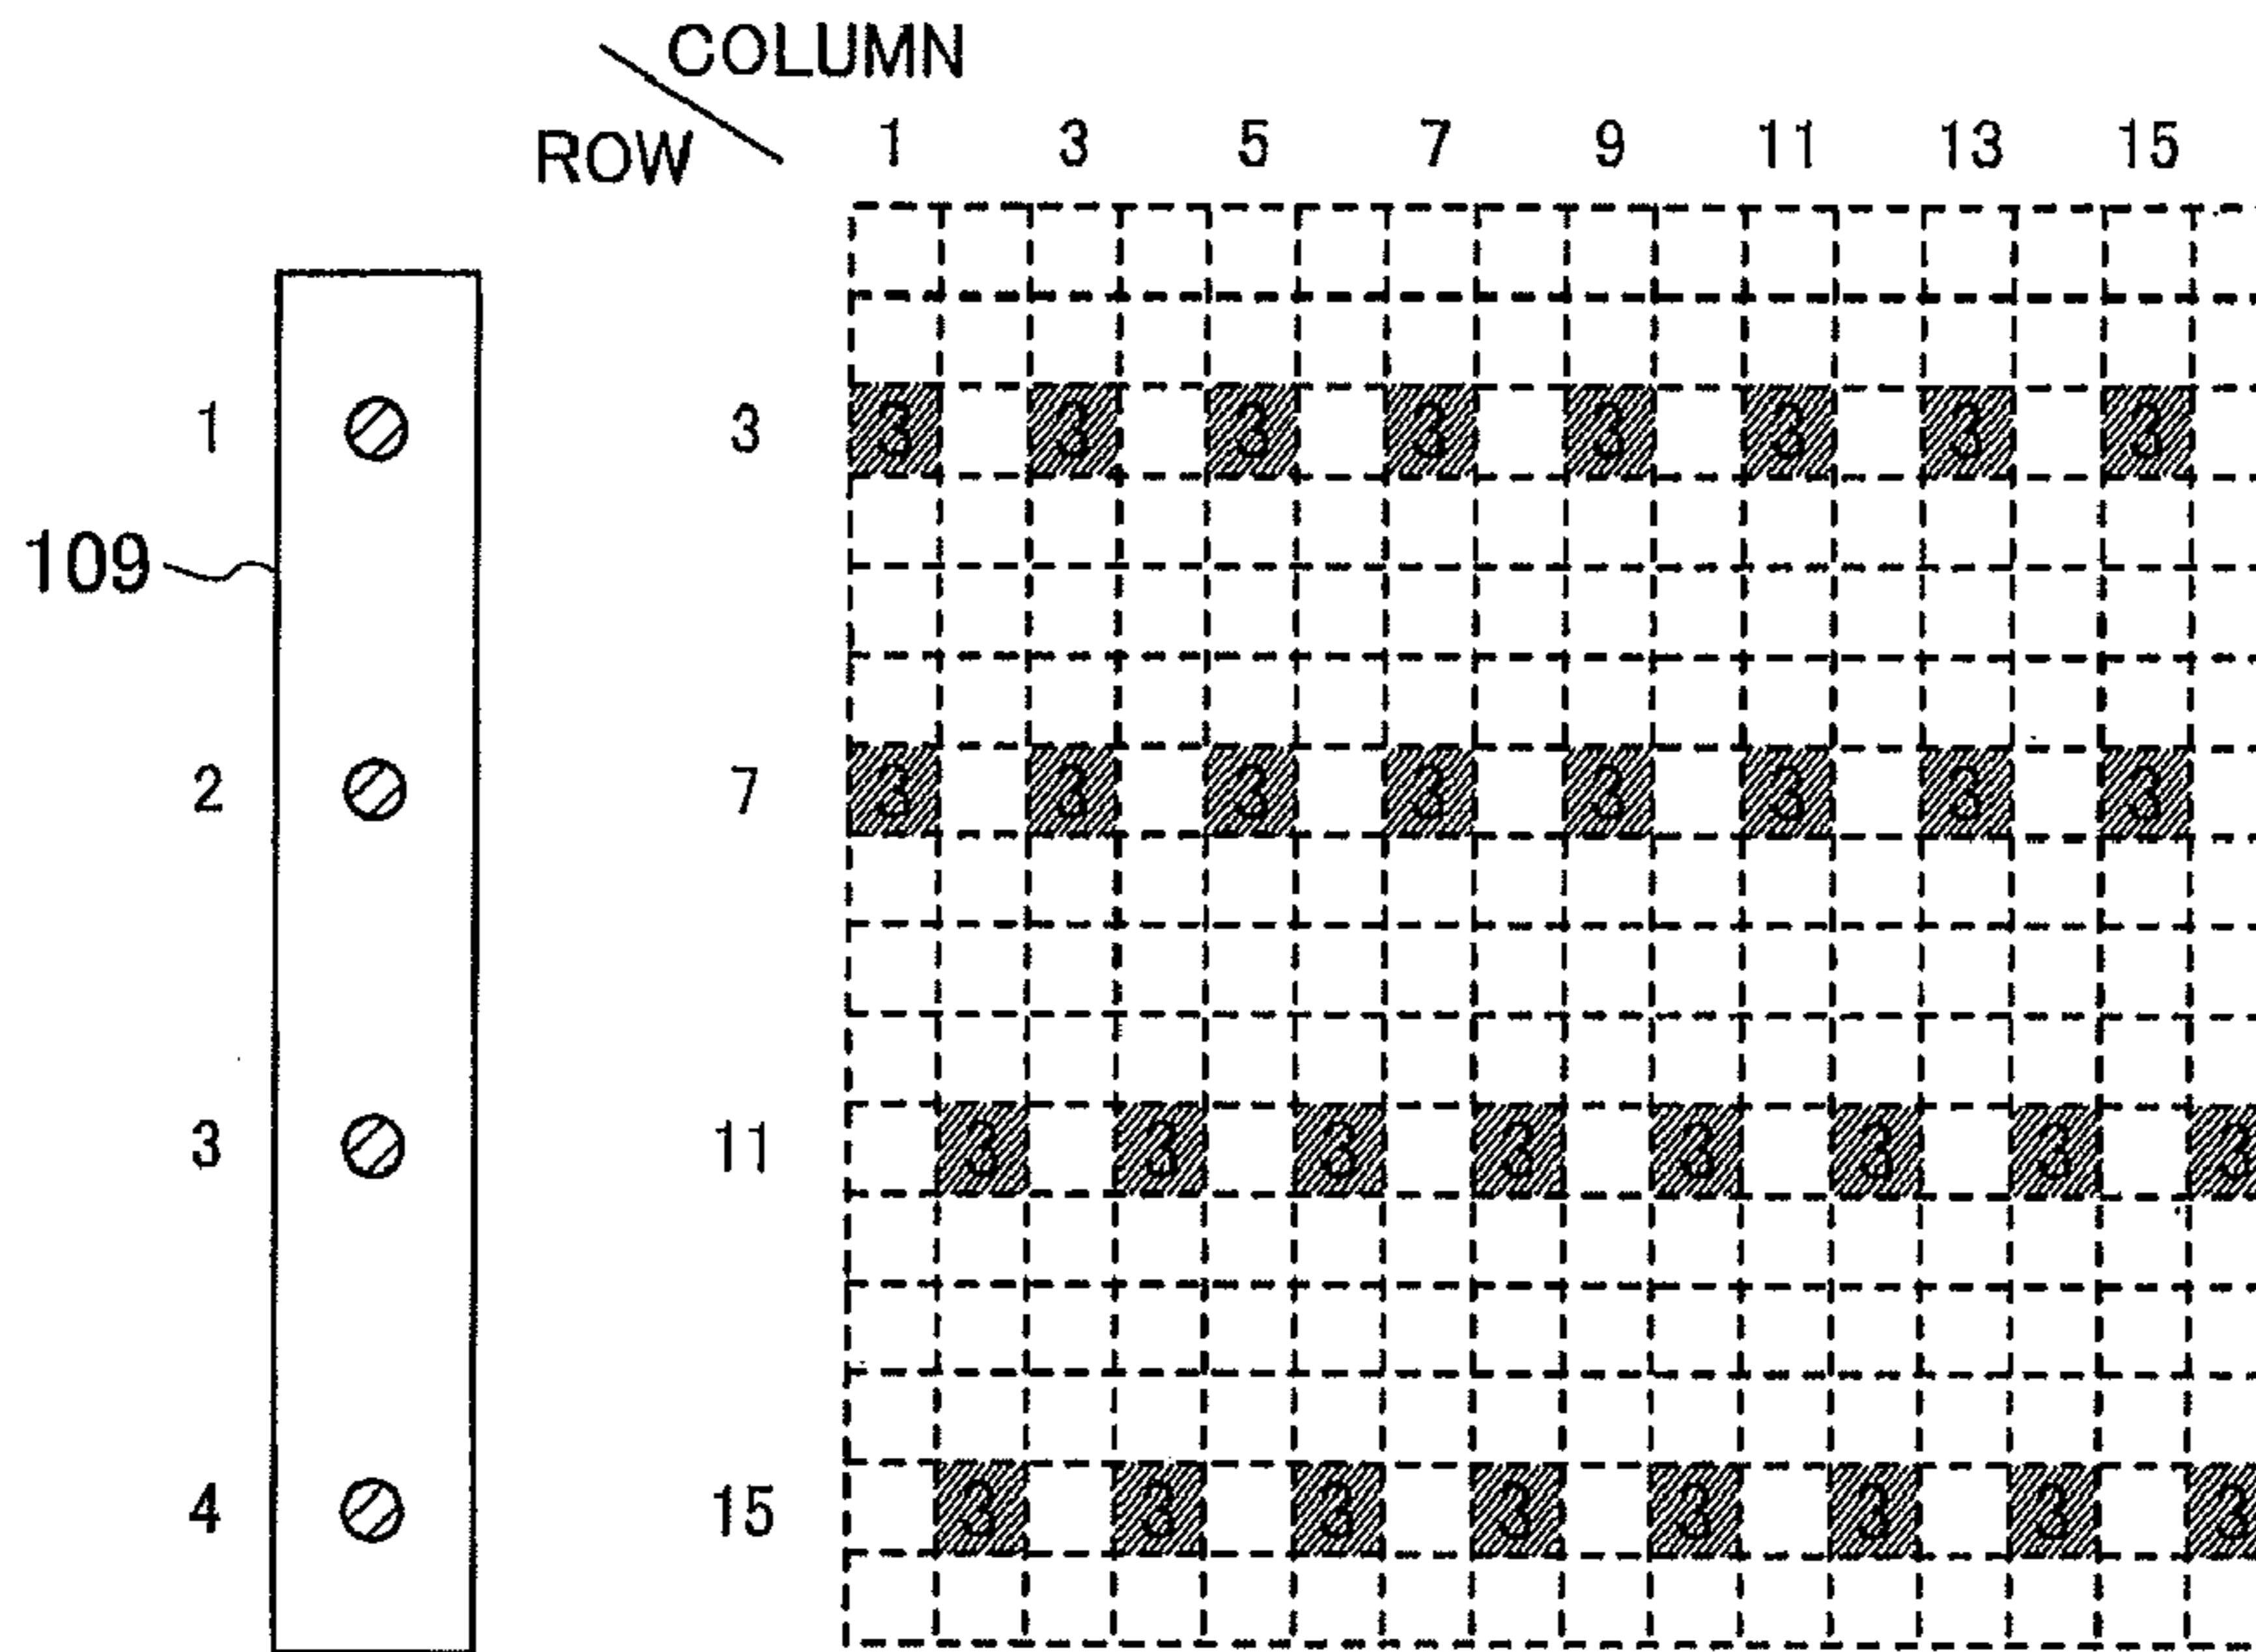 COLUMN
ROW
1 3 5 7 9 11 13 15
1 3 3 3 3 3 3 3 3 3
109
2 7 3 3 3 3 3 3 3 3
3 11 3 3 3 3 3 3 3 3
4 15 3 3 3 3 3 3 3 3